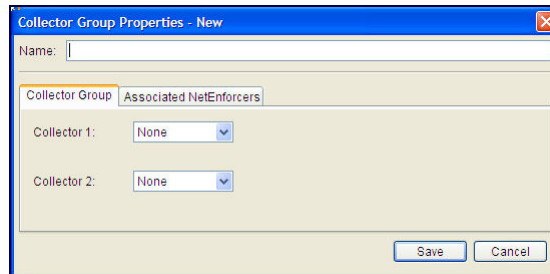 Collector Group Properties - New
Name:
Collector Group Associated NetEnforcers
Collector 1: None
Collector 2: None
Save Cancel